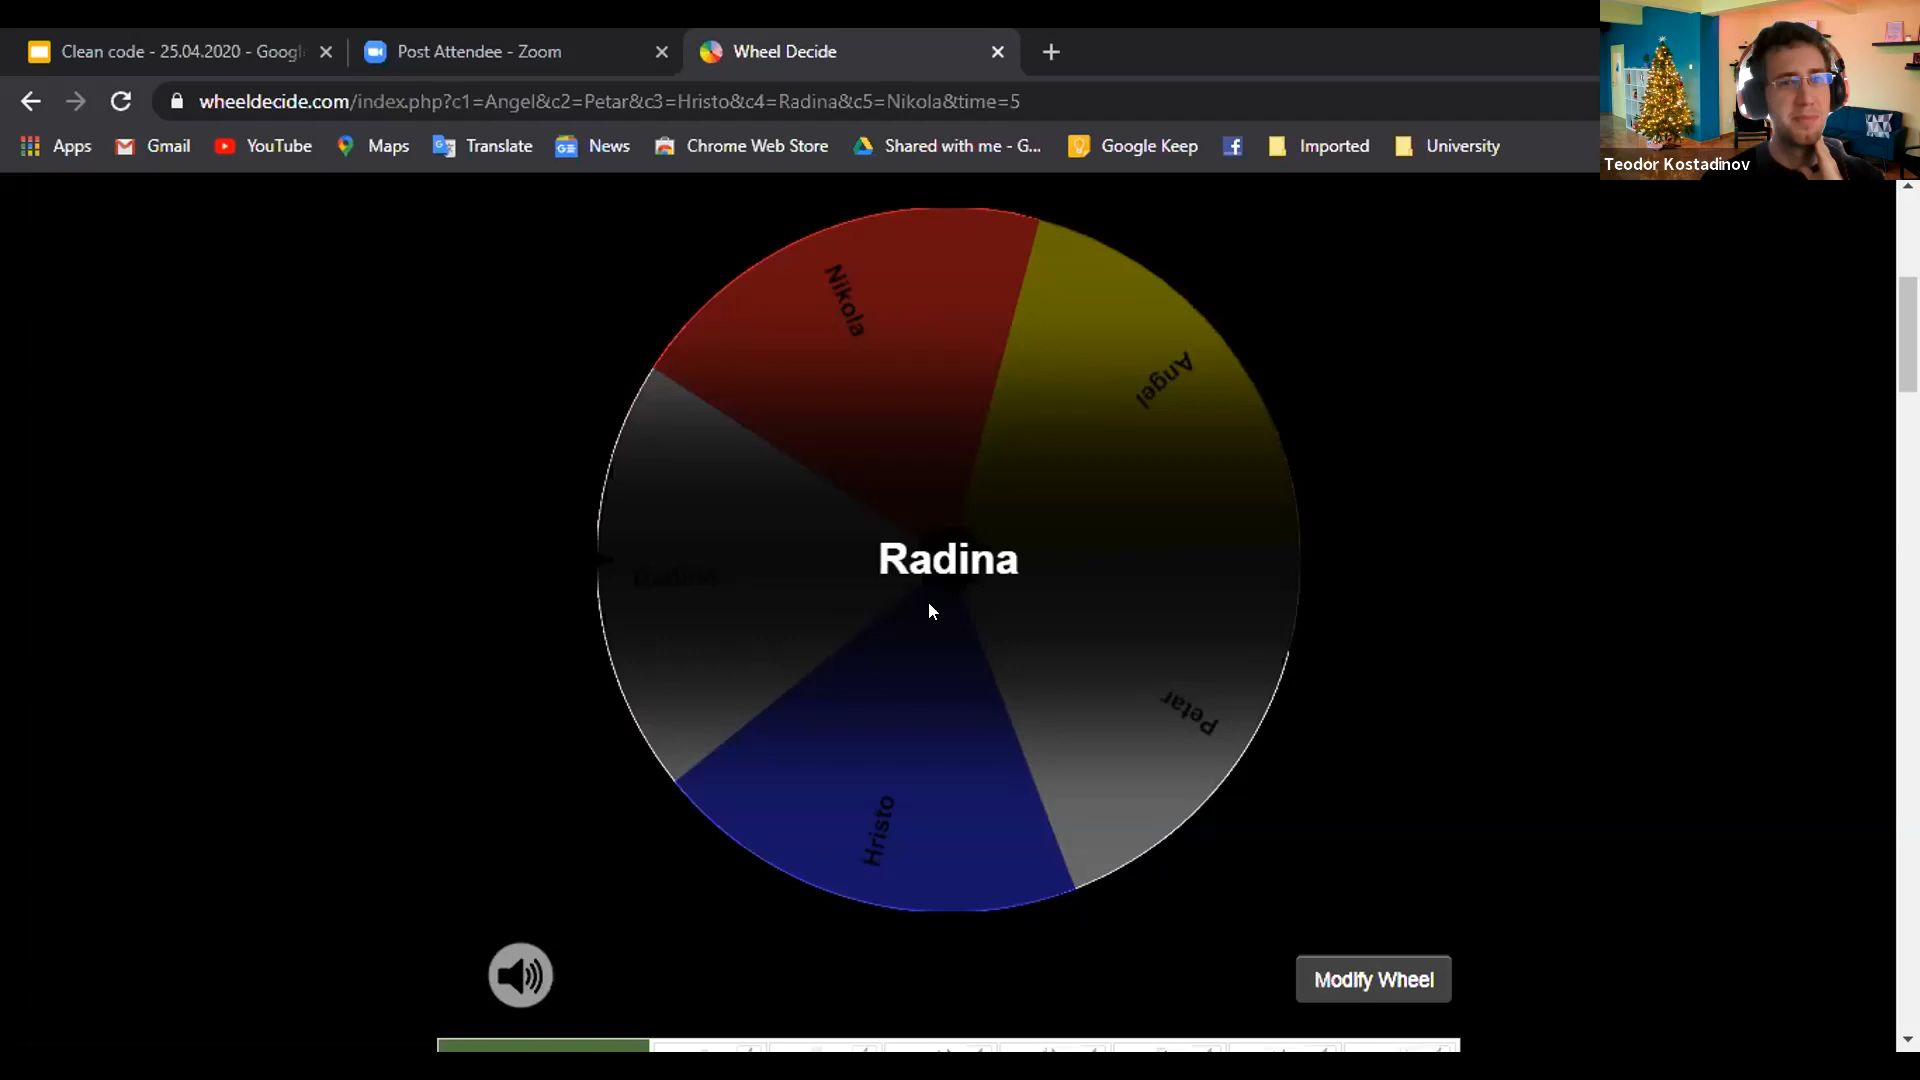 Clean code - 25.04.2020 - Googl
Post Attendee - Zoom
Wheel Decide
wheeldecide.com/index.php?c1=Angel&c2=Petar&c3=Hristo&c4=Radina&c5=Nikola&time=5
Apps
Gmail
YouTube
Maps
Translate
News
Chrome Web Store
Shared with me - G...
Google Keep
Imported
University
Teodor Kostadinov
Nikola
Angel
Radina
Radina
Petar
Hristo
Modify Wheel